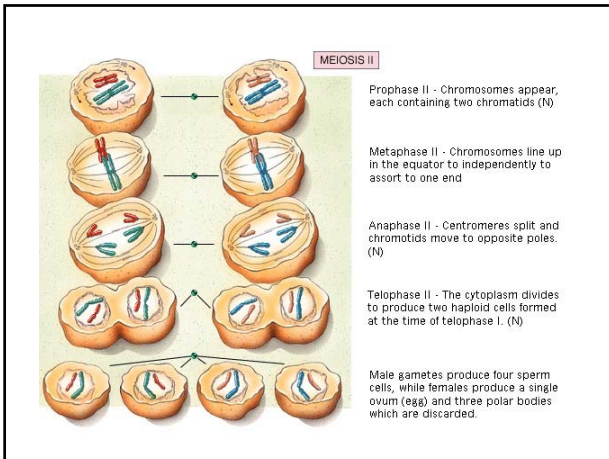 MEIOSIS II
Prophase II - Chromosomes appear,
each containing two chromatids (N)
Metaphase II - Chromosomes line up
in the equator to independently to
assort to one end
Anaphase II - Centromeres split and
chromotids move to opposite poles.
(N)
Telophase II - The cytoplasm divides
to produce two haploid cells formed
at the time of telophase I. (N)
Male gametes produce four sperm
cells, while females produce a single
ovum (egg) and three polar bodies
which are discarded.